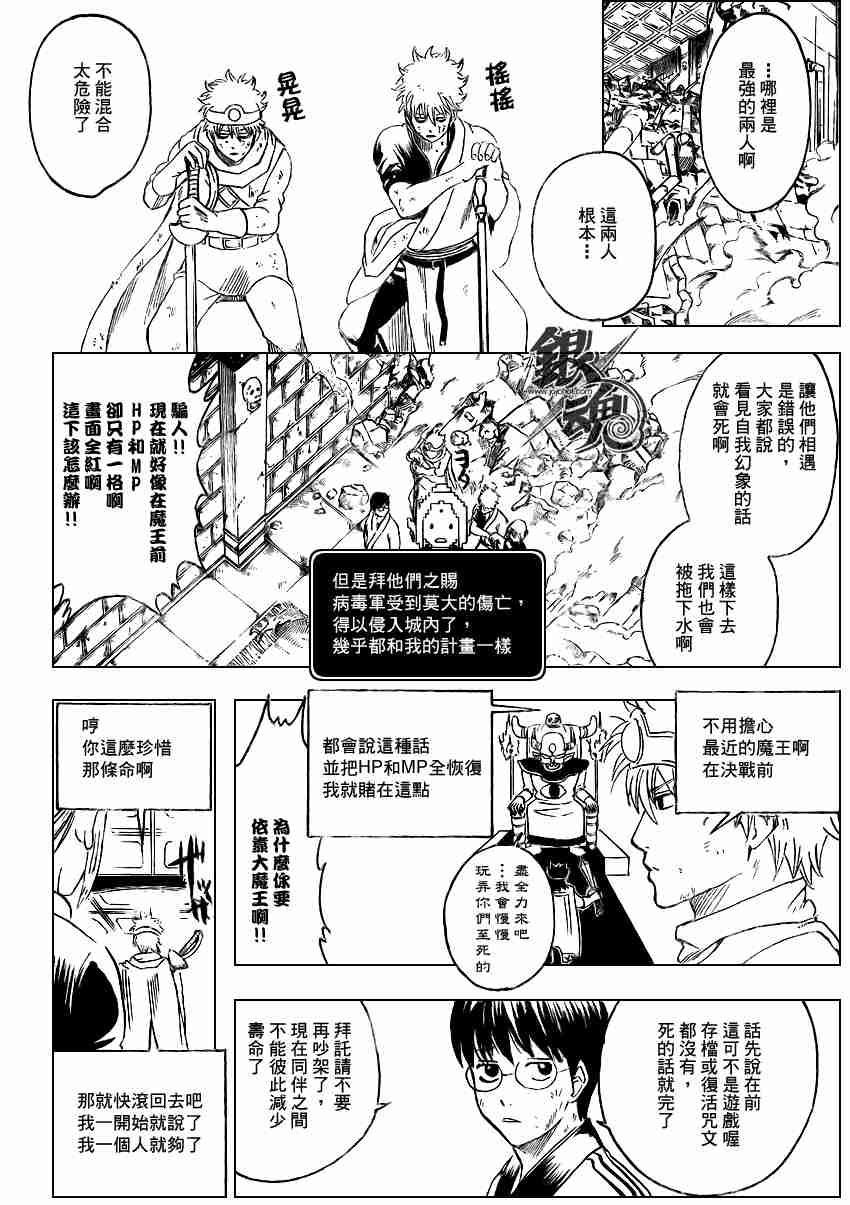 …哪裡是
最強的兩人啊
這兩人
根本…
搖搖
晃晃
不能混合
太危險了
銀魂
www.jojohot.com
讓他們相遇
是錯誤的，
大家都說
看見自我幻象的話
就會死啊
這樣下去
我們也會
被拖下水啊
ヨタ
但是拜他們之賜
病毒軍受到莫大的傷亡，
得以侵入城內了，
幾乎都和我的計畫一樣
騙人!!
現在就好像在魔王前
HP和MP
卻只有一格啊
畫面全紅啊
這下該怎麼辦!!
不用擔心
最近的魔王啊
在決戰前
都會說這種話
並把HP和MP全恢復
我就賭在這點
盡全力來吧
…我會慢慢
玩弄你們至死的
為什麼你要
依靠大魔王啊!!
哼
你這麼珍惜
那條命啊
ザッ
那就快滾回去吧
我一開始就說了
我一個人就夠了
話先說在前
這可不是遊戲喔
存檔或復活咒文
都沒有，
死的話就完了
拜託請不要
再吵架了，
現在同伴之間
不能彼此減少
壽命了